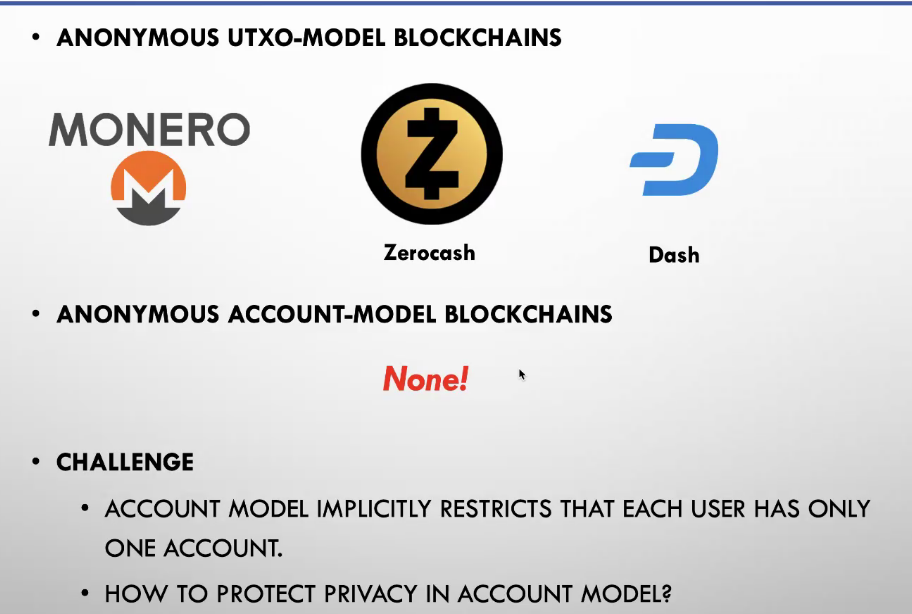 ANONYMOUS UTXO-MODEL BLOCKCHAINS
MONERO
Zerocash
Dash
ANONYMOUS ACCOUNT-MODEL BLOCKCHAINS
None!
CHALLENGE
ACCOUNT MODEL IMPLICITLY RESTRICTS THAT EACH USER HAS ONLY
ONE ACCOUNT.
HOW TO PROTECT PRIVACY IN ACCOUNT MODEL?